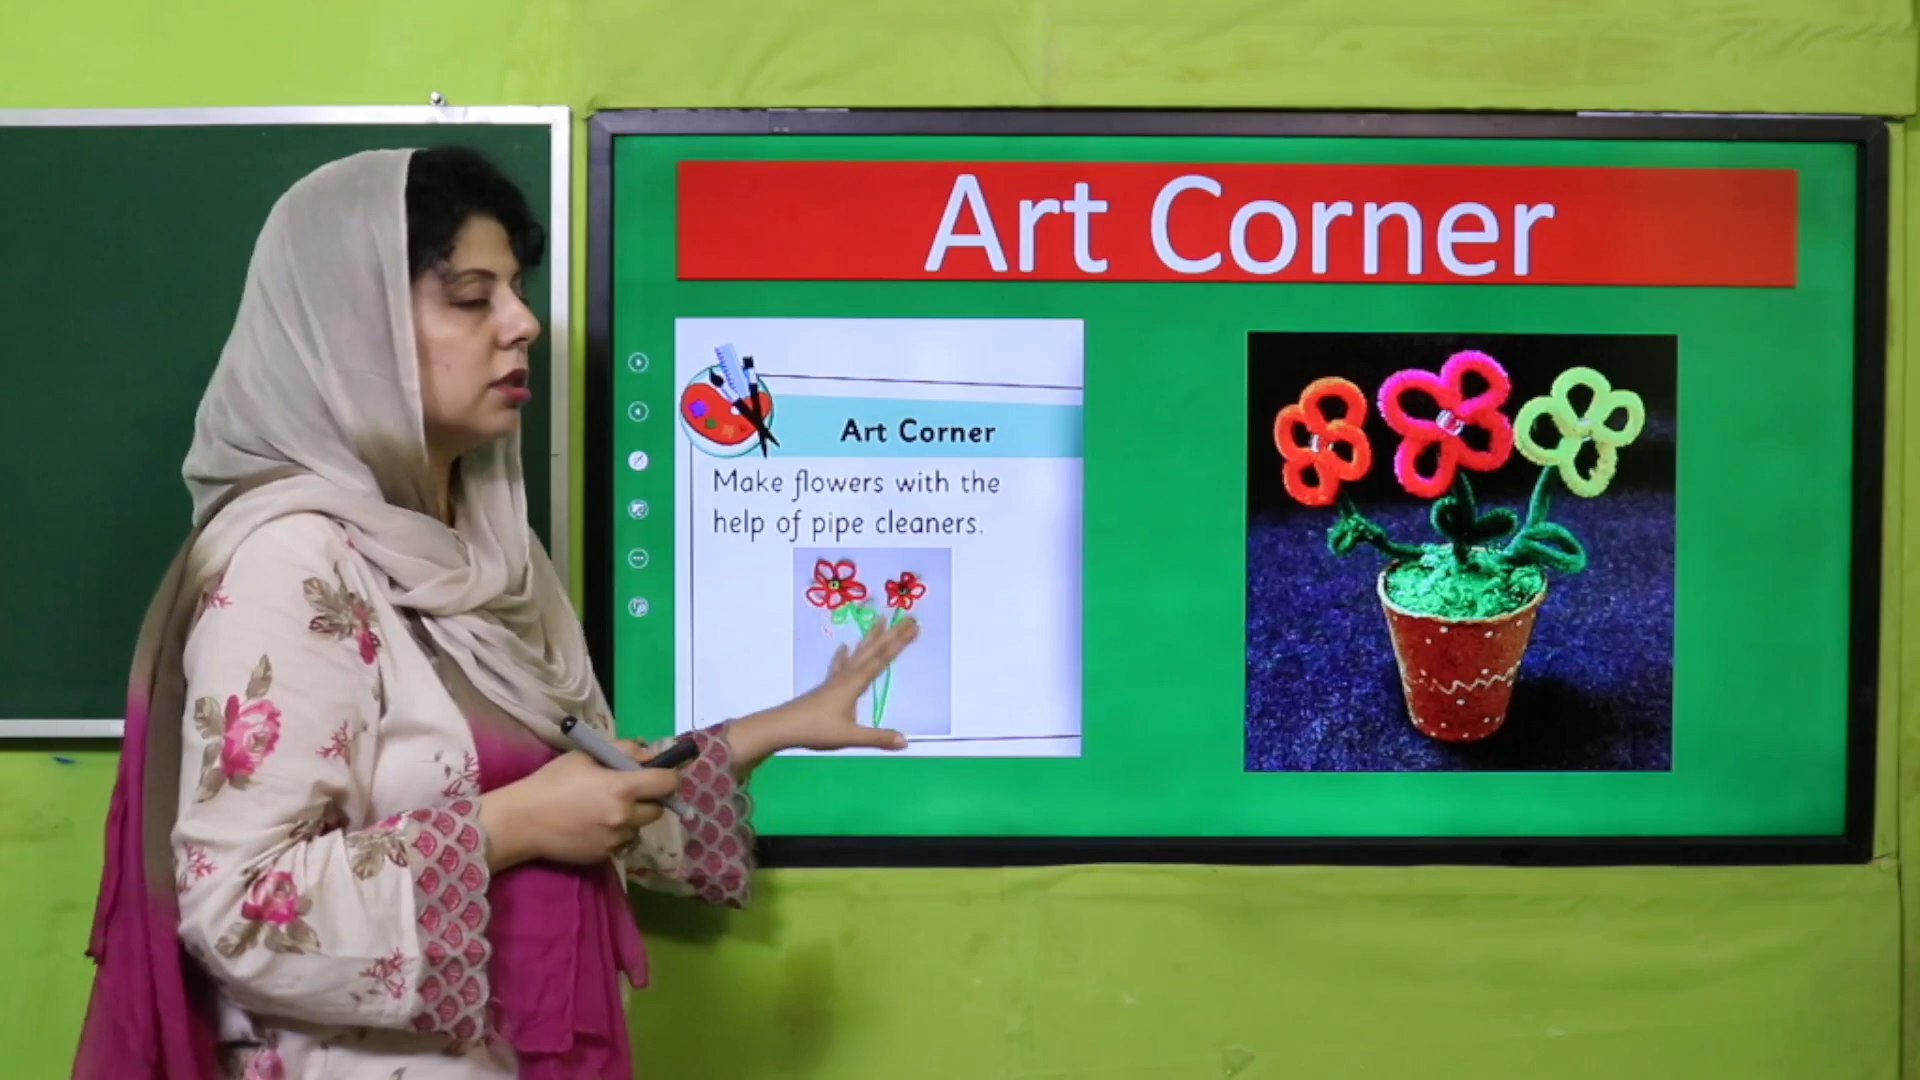 Art Corner
Art Corner
Make flowers with the
help of pipe cleaners.